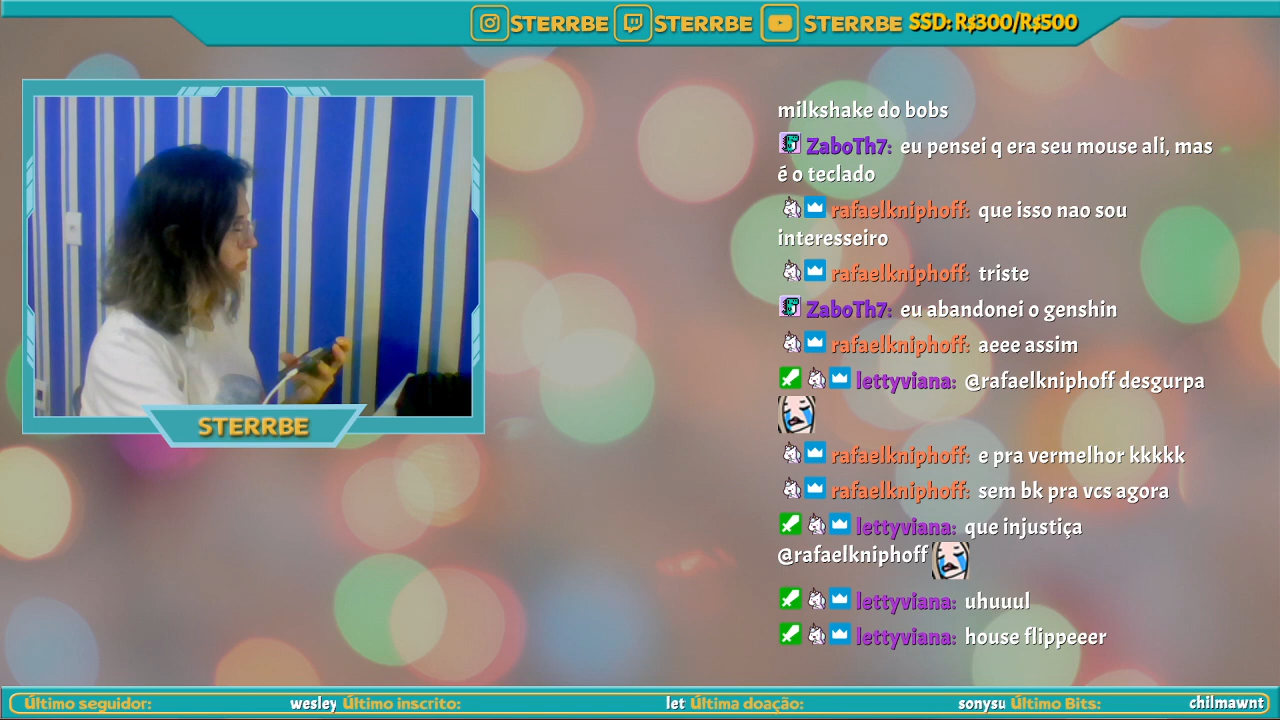 STERRBE STERRBE STERRBE SSD: R$300/R$500
milkshake do bobs
ZaboTh7: eu pensei q era seu mouse ali, mas
é o teclado
rafaelkniphoff: que isso nao sou
interesseiro
rafaelkniphoff: triste
ZaboTh7: eu abandonei o genshin
rafaelkniphoff: aeee assim
lettyviana: @rafaelkniphoff desgurpa
rafaelkniphoff: e pra vermelhor kkkkk
rafaelkniphoff: sem bk pra vcs agora
lettyviana: que injustiça
@rafaelkniphoff
lettyviana: uhuuul
lettyviana: house flippeeer
STERRBE
Último seguidor: wesley Último inscrito: let Última doação: sonysu Último Bits: chilmawnt